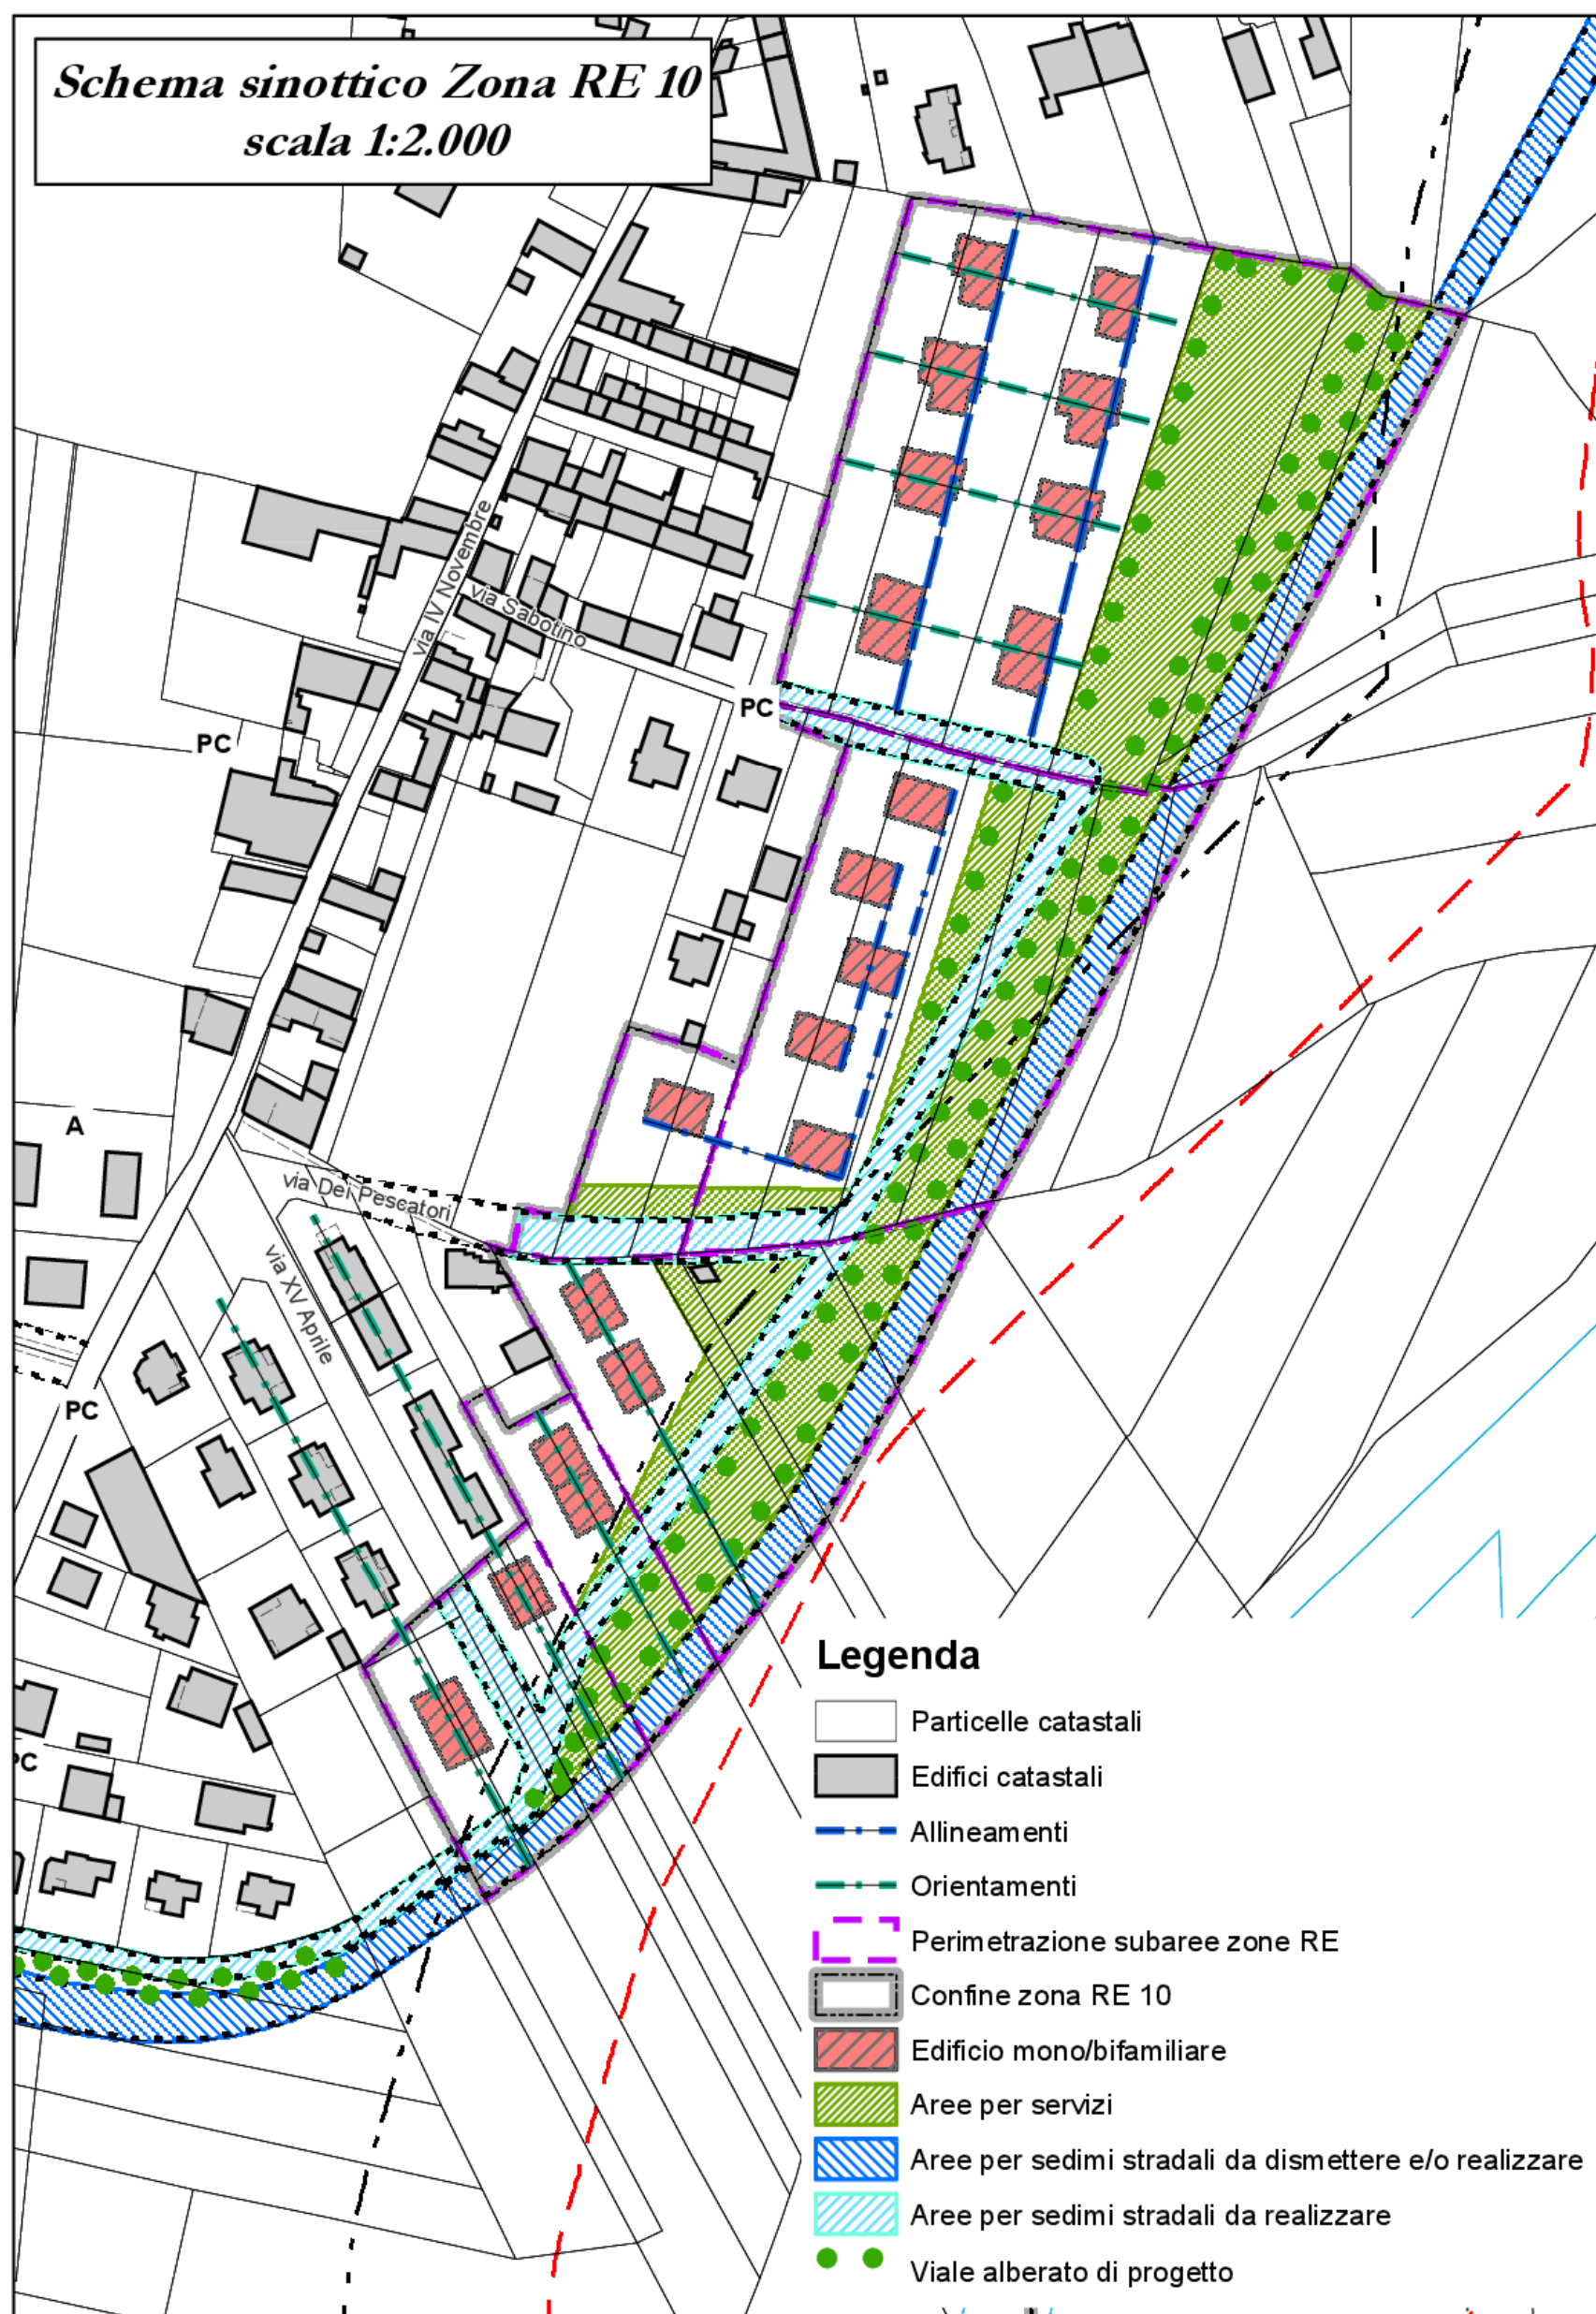 Schema sinottico Zona RE 10
scala 1:2.000
via IV Novembre
via Sabotino
PC
PC
A
via Dei Pescatori
via XV Aprile
PC
PC
Legenda
Particelle catastali
Edifici catastali
Allineamenti
Orientamenti
Perimetrazione subaree zone RE
Confine zona RE 10
Edificio mono/bifamiliare
Aree per servizi
Aree per sedimi stradali da dismettere e/o realizzare
Aree per sedimi stradali da realizzare
Viale alberato di progetto